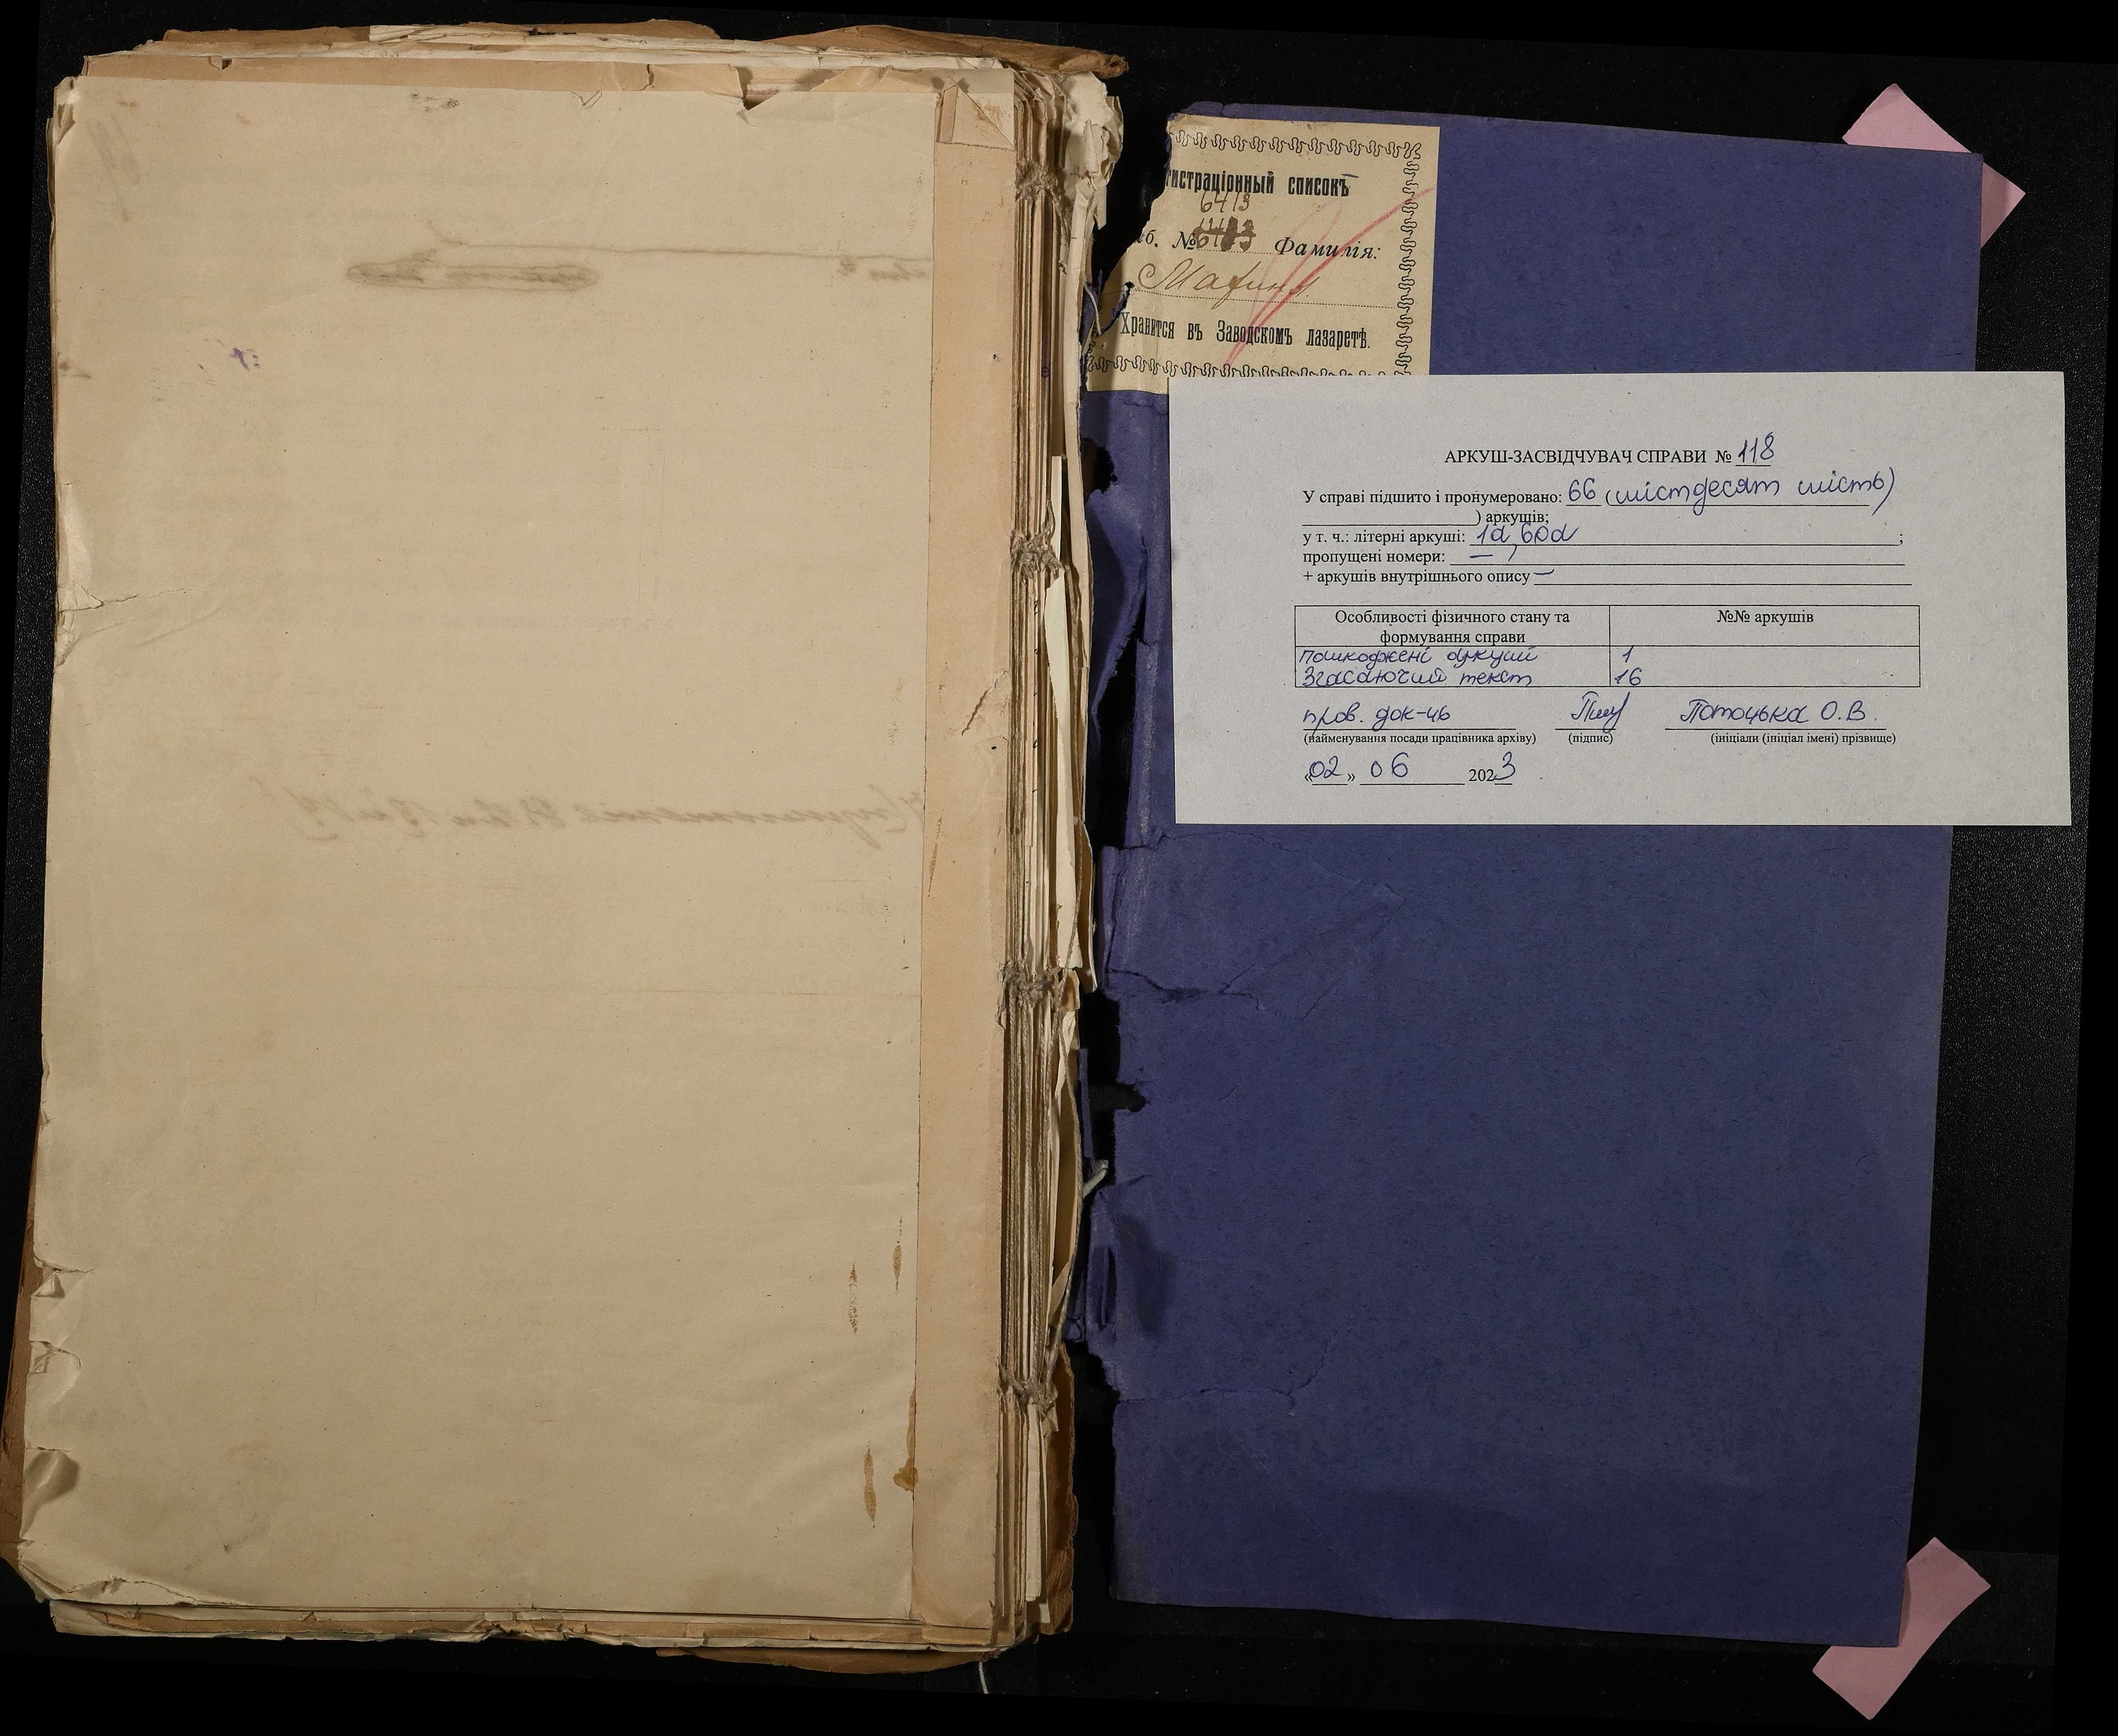 гистраціонный списокъ
6413
аб. № Фамилія:
Хранится въ Заводскомъ лазаретѣ.
АРКУШ-ЗАСВІДЧУВАЧ СПРАВИ № 118
У справі підшито і пронумеровано: 66 (шістдесят шість)
) аркушів;
у т. ч.: літерні аркуші: 1а, 60а ;
пропущені номери: —
+ аркушів внутрішнього опису —
Особливості фізичного стану та формування справи
№№ аркушів
пошкоджені аркуші 1
Згасаючий текст 16
пров. док-чб Потоцька О.В.
(найменування посади працівника архіву) (підпис) (ініціали (ініціал імені) прізвище)
«02» 06 2023